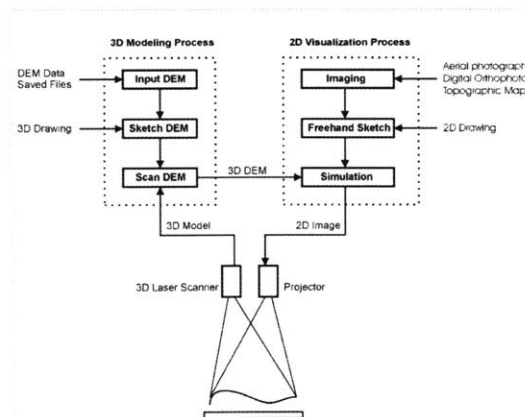 3D Modeling Process
2D Visualization Process
DEM Data
Saved Files
Input DEM
Imaging
Aerial photograph
Digital Orthophoto
Topographic Map
3D Drawing
Sketch DEM
Freehand Sketch
2D Drawing
Scan DEM
3D DEM
Simulation
3D Model
2D Image
3D Laser Scanner
Projector